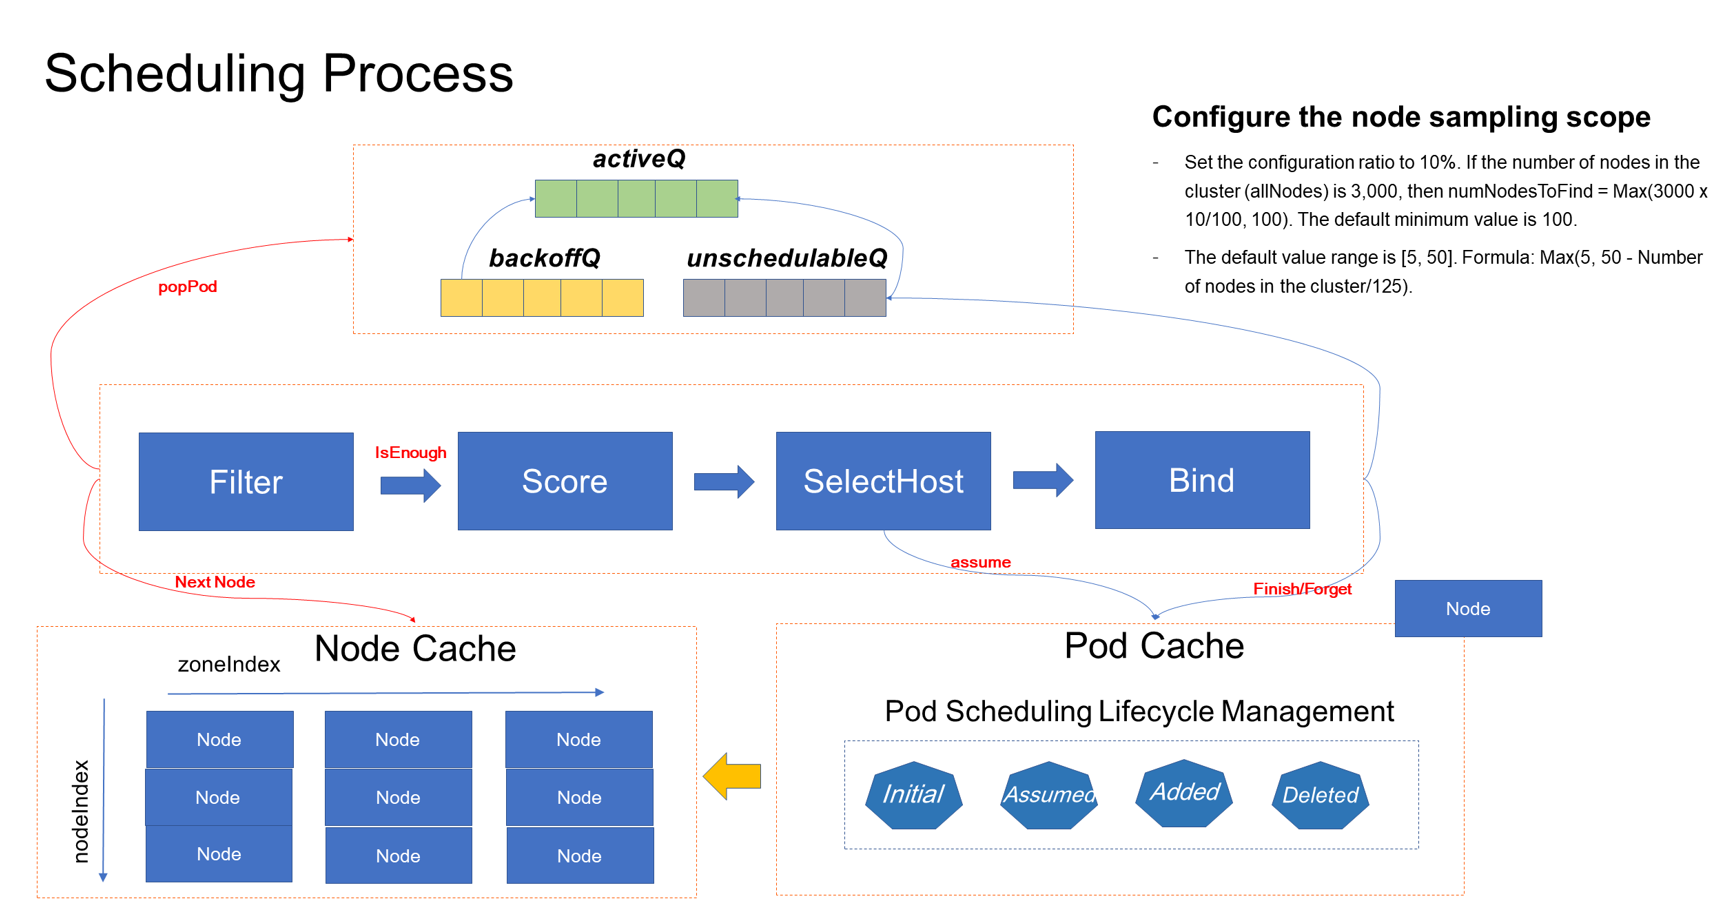 Scheduling Process
Configure the node sampling scope
- Set the configuration ratio to 10%. If the number of nodes in the
cluster (allNodes) is 3,000, then numNodesToFind = Max(3000 x
10/100, 100). The default minimum value is 100.
- The default value range is [5, 50]. Formula: Max(5, 50 - Number
of nodes in the cluster/125).
activeQ
backoffQ
unschedulableQ
popPod
Filter
IsEnough
Score
SelectHost
Bind
assume
Next Node
Finish/Forget
Node
Node Cache
zoneIndex
nodeIndex
Node
Node
Node
Node
Node
Node
Node
Node
Node
Pod Cache
Pod Scheduling Lifecycle Management
Initial
Assumed
Added
Deleted